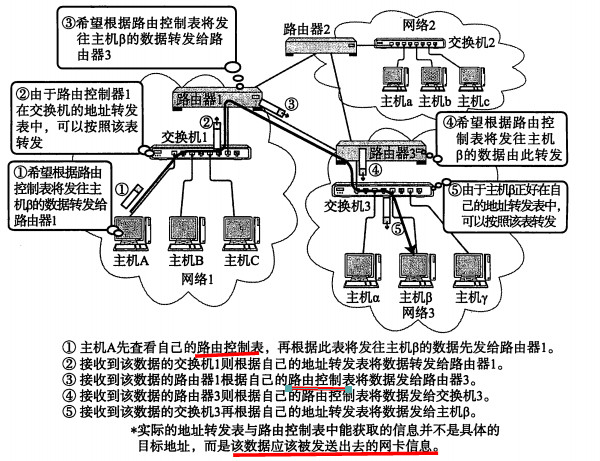 ③希望根据路由控制表将发
往主机β的数据转发给路
由器3
路由器2
网络2
交换机2
主机a
主机b
主机c
②由于路由控制器1
在交换机的地址转发
表中，可以按照该表
转发
路由器1
③
②
交换机1
④希望根据路由控
制表将发往主机
β的数据由此转发
路由器3
④
①希望根据路由
控制表将发往主
机β的数据转发给
路由器1
①
交换机3
⑤
⑤由于主机β正好在自
己的地址转发表中，
可以按照该表转发
主机A
主机B
主机C
网络1
主机α
主机β
主机γ
网络3
① 主机A先查看自己的路由控制表，再根据此表将发往主机β的数据先发给路由器1。
② 接收到该数据的交换机1则根据自己的地址转发表将数据转发给路由器1。
③ 接收到该数据的路由器1根据自己的路由控制表将数据发给路由器3。
④ 接收到该数据的路由器3则根据自己的路由控制表将数据发给交换机3。
⑤ 接收到该数据的交换机3再根据自己的地址转发表将数据发给主机β。
*实际的地址转发表与路由控制表中能获取的信息并不是具体的
目标地址，而是该数据应该被发送出去的网卡信息。